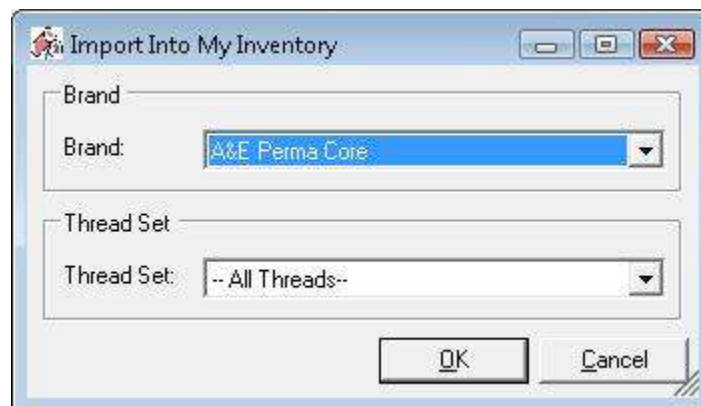 Import Into My Inventory
Brand
Brand: A&E Perma Core
Thread Set
Thread Set: -- All Threads--
OK Cancel